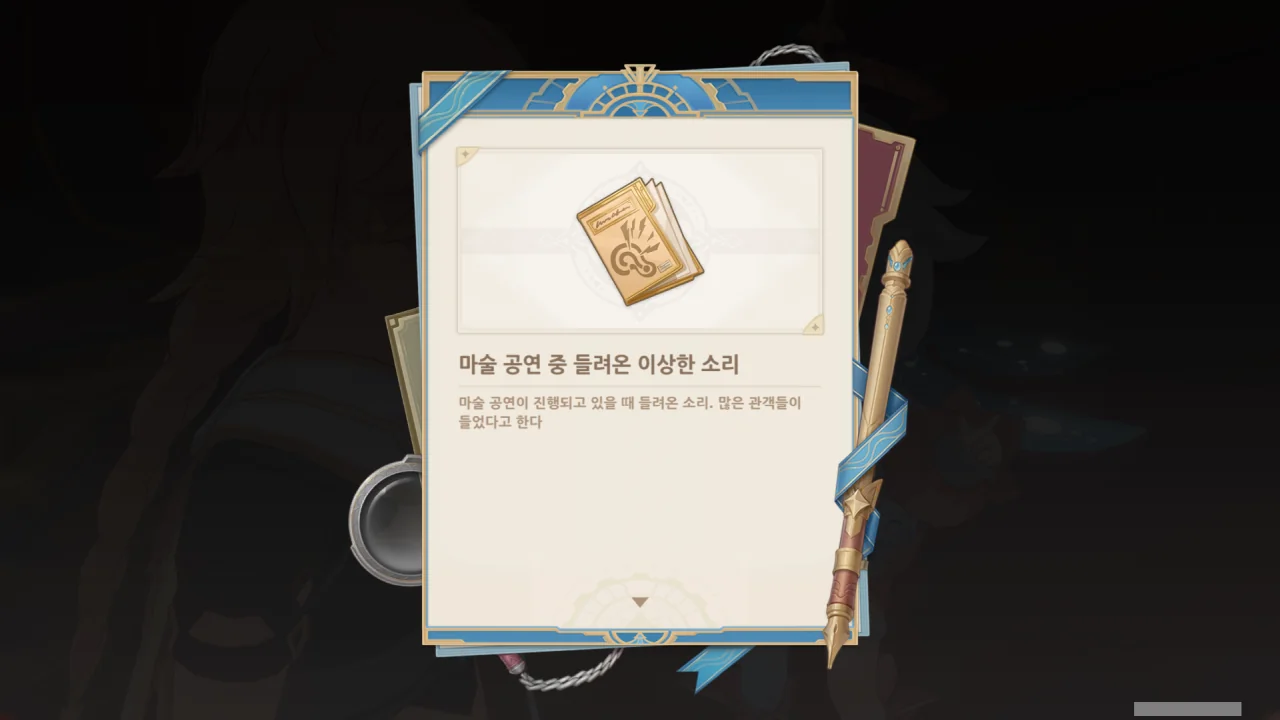 마술 공연 중 들려온 이상한 소리
마술 공연이 진행되고 있을 때 들려온 소리. 많은 관객들이
들었다고 한다